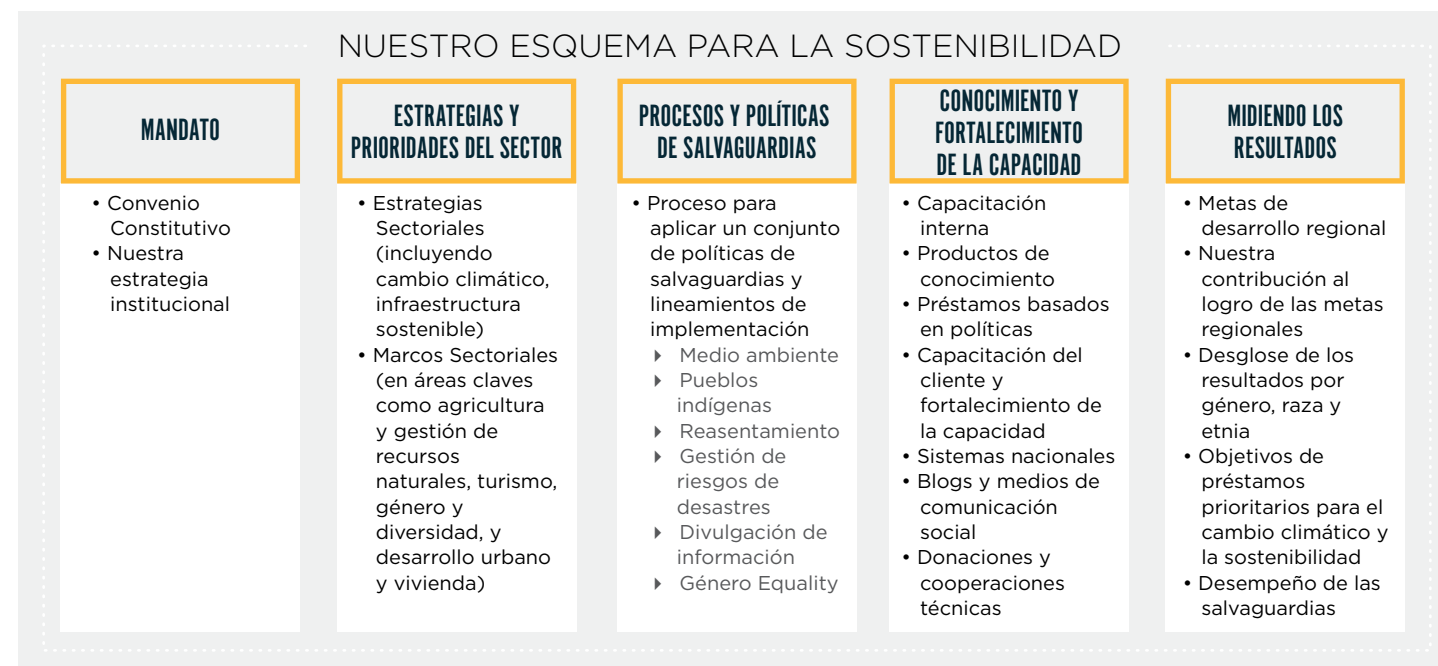 NUESTRO ESQUEMA PARA LA SOSTENIBILIDAD
MANDATO
• Convenio
Constitutivo
• Nuestra
estrategia
institucional
ESTRATEGIAS Y
PRIORIDADES DEL SECTOR
• Estrategias
Sectoriales
(incluyendo
cambio climático,
infraestructura
sostenible)
• Marcos Sectoriales
(en áreas claves
como agricultura
y gestión de
recursos
naturales, turismo,
género y
diversidad, y
desarrollo urbano
y vivienda)
PROCESOS Y POLÍTICAS
DE SALVAGUARDIAS
• Proceso para
aplicar un conjunto
de políticas de
salvaguardias y
lineamientos de
implementación
▸ Medio ambiente
▸ Pueblos
indígenas
▸ Reasentamiento
▸ Gestión de
riesgos de
desastres
▸ Divulgación de
información
▸ Género Equality
CONOCIMIENTO Y
FORTALECIMIENTO
DE LA CAPACIDAD
• Capacitación
interna
• Productos de
conocimiento
• Préstamos basados
en políticas
• Capacitación del
cliente y
fortalecimiento de
la capacidad
• Sistemas nacionales
• Blogs y medios de
comunicación
social
• Donaciones y
cooperaciones
técnicas
MIDIENDO LOS
RESULTADOS
• Metas de
desarrollo regional
• Nuestra
contribución al
logro de las metas
regionales
• Desglose de los
resultados por
género, raza y
etnia
• Objetivos de
préstamos
prioritarios para el
cambio climático y
la sostenibilidad
• Desempeño de las
salvaguardias